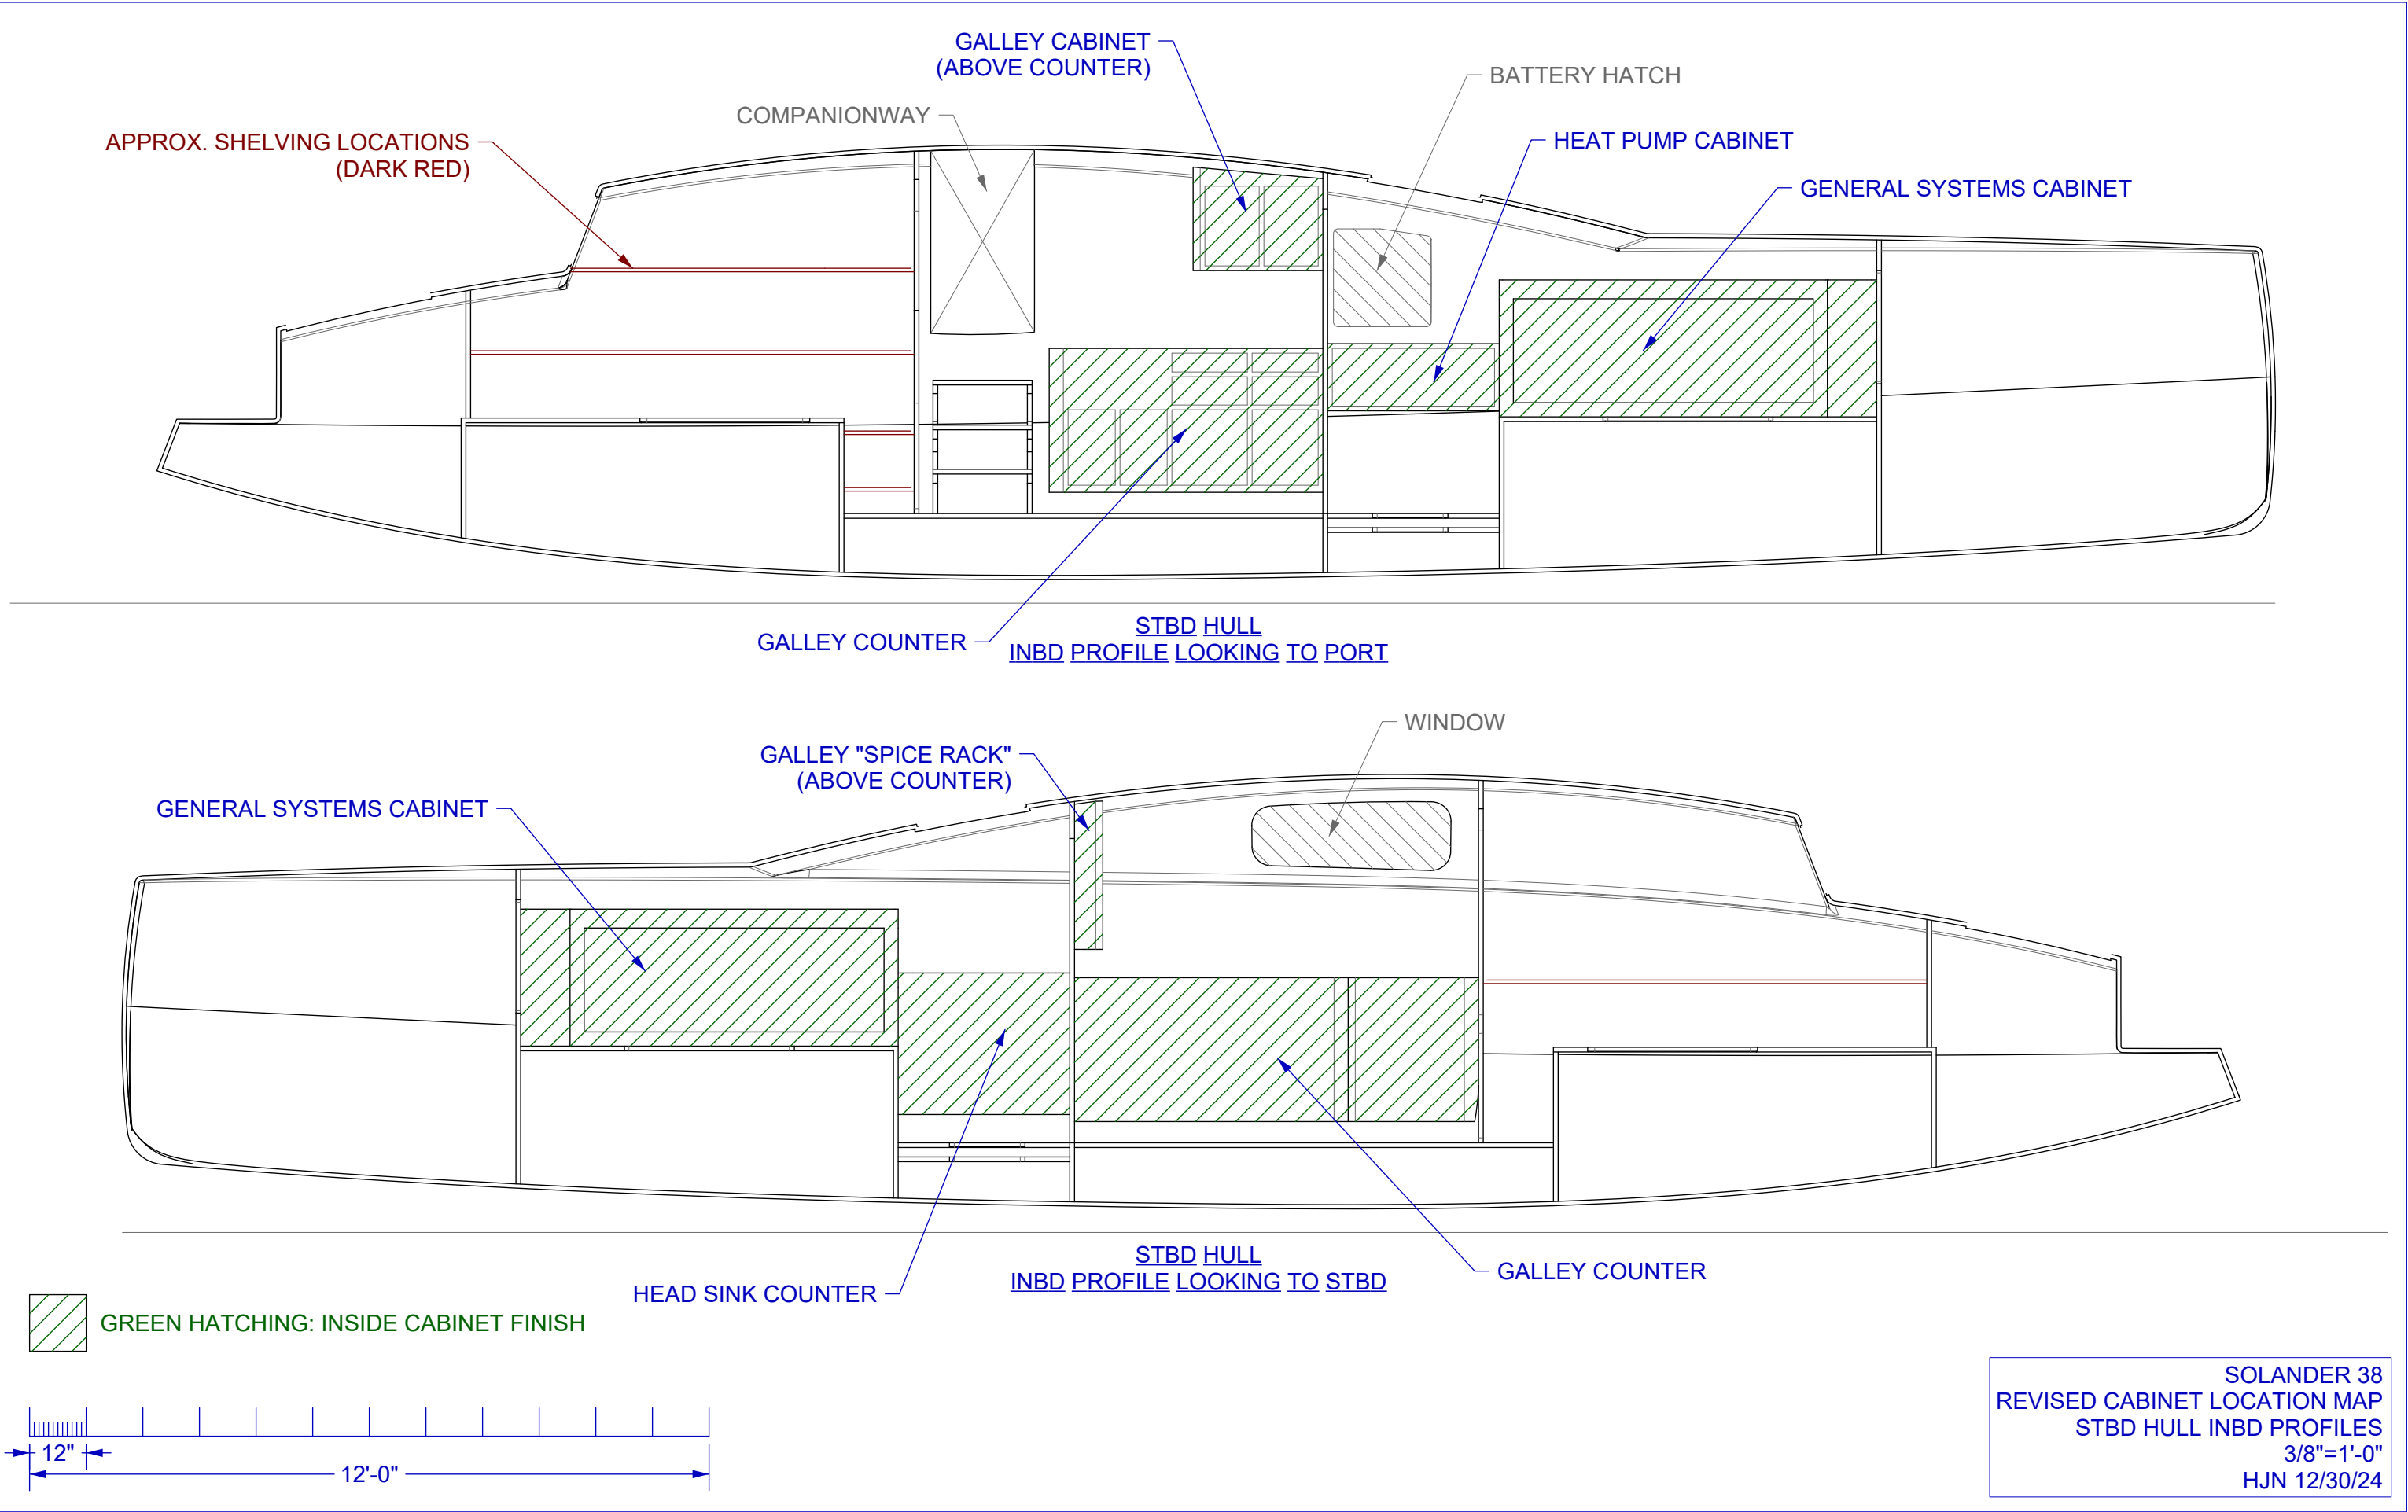 GALLEY CABINET
(ABOVE COUNTER)
BATTERY HATCH
COMPANIONWAY
APPROX. SHELVING LOCATIONS
(DARK RED)
HEAT PUMP CABINET
GENERAL SYSTEMS CABINET
GALLEY COUNTER
STBD HULL
INBD PROFILE LOOKING TO PORT
WINDOW
GALLEY "SPICE RACK"
(ABOVE COUNTER)
GENERAL SYSTEMS CABINET
STBD HULL
INBD PROFILE LOOKING TO STBD
GALLEY COUNTER
HEAD SINK COUNTER
GREEN HATCHING: INSIDE CABINET FINISH
12"
12'-0"
SOLANDER 38
REVISED CABINET LOCATION MAP
STBD HULL INBD PROFILES
3/8"=1'-0"
HJN 12/30/24